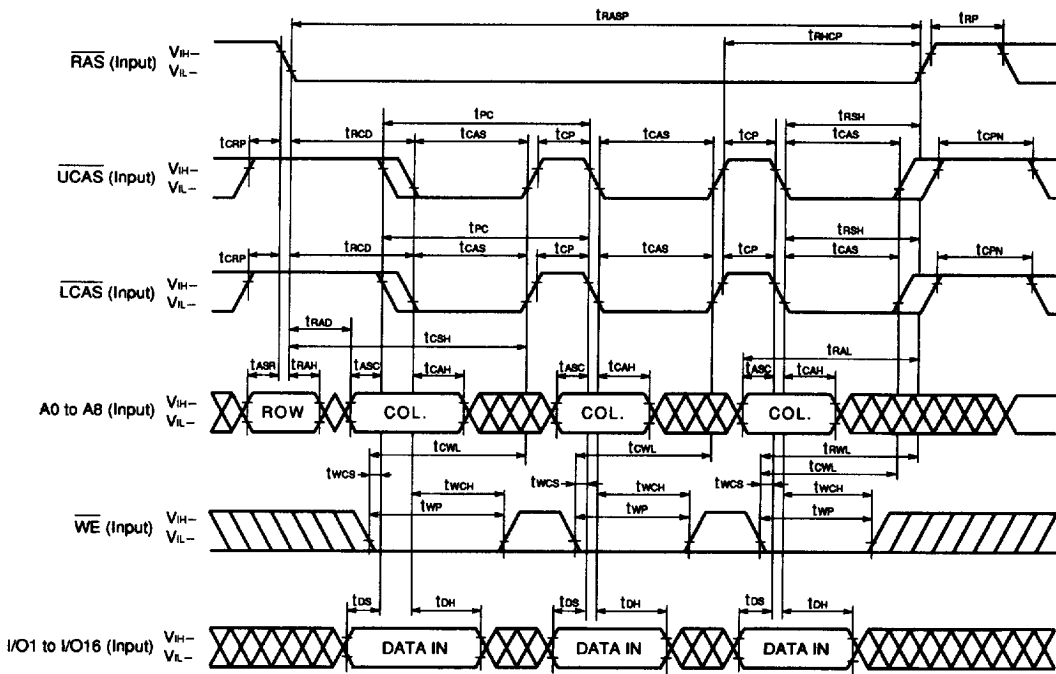 tRASP
tRHCP
tRP
RAS (Input)
VIH–
VIL–
tPC
tRSH
tCRP
tRCD
tCAS
tCP
tCAS
tCP
tCAS
tCPN
UCAS (Input)
VIH–
VIL–
tPC
tRSH
tCRP
tRCD
tCAS
tCP
tCAS
tCP
tCAS
tCPN
LCAS (Input)
VIH–
VIL–
tRAD
tCSH
tRAL
tASR
tRAH
tASC
tCAH
tASC
tCAH
tASC
tCAH
A0 to A8 (Input)
VIH–
VIL–
ROW
COL.
COL.
COL.
tCWL
tCWL
tRWL
tCWL
tWCS
tWCH
tWCS
tWCH
tWCS
tWCH
tWP
tWP
tWP
WE (Input)
VIH–
VIL–
tDS
tDH
tDS
tDH
tDS
tDH
I/O1 to I/O16 (Input)
VIH–
VIL–
DATA IN
DATA IN
DATA IN